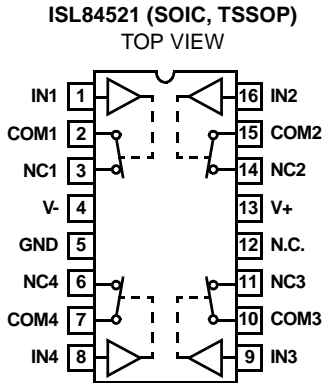 ISL84521 (SOIC, TSSOP)
TOP VIEW
IN1 1 16 IN2
COM1 2 15 COM2
NC1 3 14 NC2
V- 4 13 V+
GND 5 12 N.C.
NC4 6 11 NC3
COM4 7 10 COM3
IN4 8 9 IN3